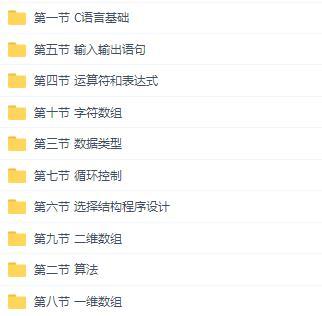 第一节 C语言基础
第五节 输入输出语句
第四节 运算符和表达式
第十节 字符数组
第三节 数据类型
第七节 循环控制
第六节 选择结构程序设计
第九节 二维数组
第二节 算法
第八节 一维数组